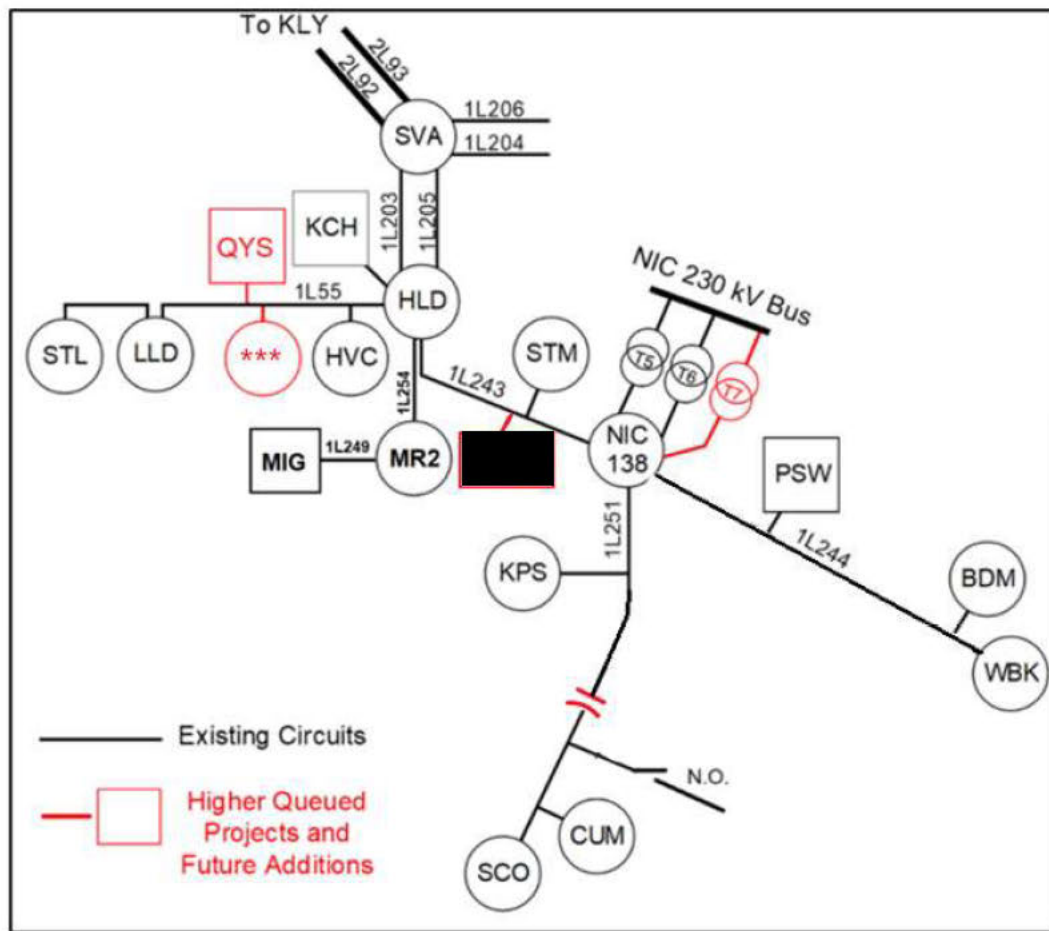 To KLY
2L93
2L92
1L206
SVA
1L204
1L203
1L205
KCH
QYS
NIC 230 kV Bus
1L55
HLD
STL
LLD
***
HVC
STM
T5
T6
T7
1L254
1L243
NIC
138
MIG
1L249
MR2
PSW
1L251
1L244
KPS
BDM
WBK
Existing Circuits
N.O.
Higher Queued
Projects and
Future Additions
CUM
SCO